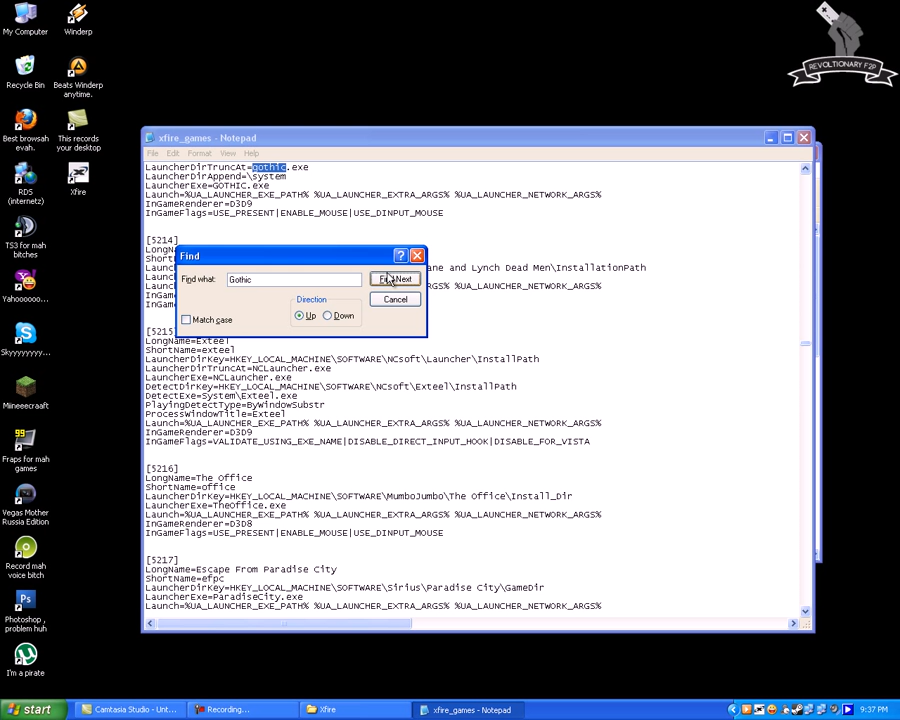 My Computer
Winderp
Recycle Bin
Beats Winderp
anytime.
Best browsah
evah.
This records
your desktop
RDS
(internetz)
Xfire
TS3 for mah
bitches
Yahooooooo...
Skyyyyyyyy...
Mineeecraft
99
Fraps for mah
games
Vegas Mother
Russia Edition
Record mah
voice bitch
Ps
Photoshop ,
problem huh
I'm a pirate
REVOLTIONARY F2P
xfire_games - Notepad
File Edit Format View Help
LauncherDirTruncAt=gothic.exe
LauncherDirAppend=\system
LauncherExe=GOTHIC.exe
Launch=%UA_LAUNCHER_EXE_PATH% %UA_LAUNCHER_EXTRA_ARGS% %UA_LAUNCHER_NETWORK_ARGS%
InGameRenderer=D3D9
InGameFlags=USE_PRESENT|ENABLE_MOUSE|USE_DINPUT_MOUSE
[5214]
ane and Lynch Dead Men\InstallationPath
ARGS% %UA_LAUNCHER_NETWORK_ARGS%
Find
Find what:
Gothic
Find Next
Cancel
Direction
Up
Down
Match case
[5215]
LongName=Exteel
ShortName=exteel
LauncherDirKey=HKEY_LOCAL_MACHINE\SOFTWARE\NCsoft\Launcher\InstallPath
LauncherDirTruncAt=NCLauncher.exe
LauncherExe=NCLauncher.exe
DetectDirKey=HKEY_LOCAL_MACHINE\SOFTWARE\NCsoft\Exteel\InstallPath
DetectExe=System\Exteel.exe
PlayingDetectType=ByWindowSubstr
ProcessWindowTitle=Exteel
Launch=%UA_LAUNCHER_EXE_PATH% %UA_LAUNCHER_EXTRA_ARGS% %UA_LAUNCHER_NETWORK_ARGS%
InGameRenderer=D3D9
InGameFlags=VALIDATE_USING_EXE_NAME|DISABLE_DIRECT_INPUT_HOOK|DISABLE_FOR_VISTA
[5216]
LongName=The Office
ShortName=office
LauncherDirKey=HKEY_LOCAL_MACHINE\SOFTWARE\MumboJumbo\The Office\Install_Dir
LauncherExe=TheOffice.exe
Launch=%UA_LAUNCHER_EXE_PATH% %UA_LAUNCHER_EXTRA_ARGS% %UA_LAUNCHER_NETWORK_ARGS%
InGameRenderer=D3D8
InGameFlags=USE_PRESENT|ENABLE_MOUSE|USE_DINPUT_MOUSE
[5217]
LongName=Escape From Paradise City
ShortName=efpc
LauncherDirKey=HKEY_LOCAL_MACHINE\SOFTWARE\Sirius\Paradise City\GameDir
LauncherExe=ParadiseCity.exe
Launch=%UA_LAUNCHER_EXE_PATH% %UA_LAUNCHER_EXTRA_ARGS% %UA_LAUNCHER_NETWORK_ARGS%
start
Camtasia Studio - Unt...
Recording...
Xfire
xfire_games - Notepad
9:37 PM